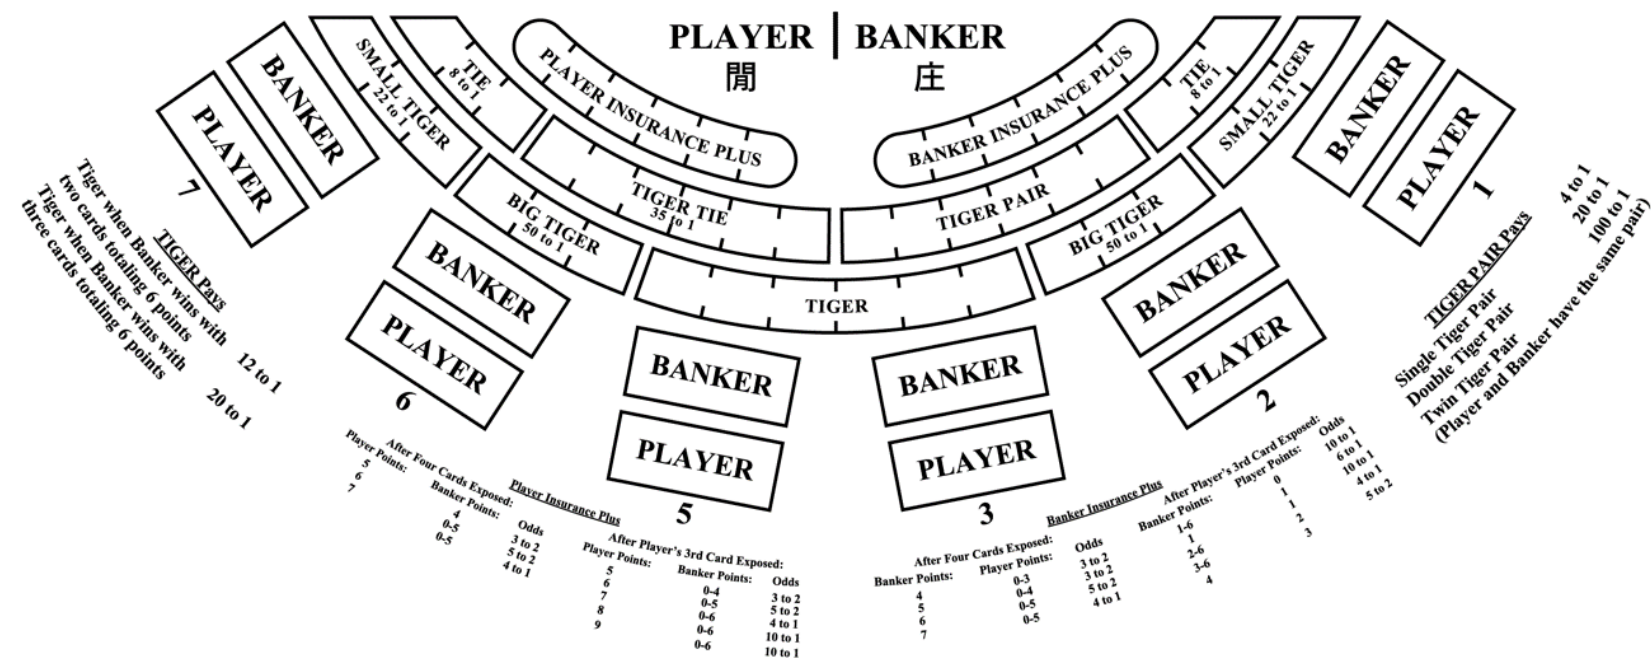 PLAYER | BANKER
閒 庄
SMALL TIGER
22 to 1
TIE
8 to 1
PLAYER INSURANCE PLUS
BANKER INSURANCE PLUS
TIE
8 to 1
SMALL TIGER
22 to 1
BIG TIGER
50 to 1
TIGER TIE
35 to 1
TIGER PAIR
BIG TIGER
50 to 1
TIGER
BANKER
PLAYER
7
BANKER
PLAYER
6
BANKER
PLAYER
5
BANKER
PLAYER
3
BANKER
PLAYER
2
BANKER
PLAYER
1
TIGER Pays
Tiger when Banker wins with
two cards totaling 6 points 12 to 1
Tiger when Banker wins with
three cards totaling 6 points 20 to 1
TIGER PAIR Pays
Single Tiger Pair 4 to 1
Double Tiger Pair 20 to 1
Twin Tiger Pair 100 to 1
(Player and Banker have the same pair)
Player Insurance Plus
After Four Cards Exposed:
Player Points: Banker Points: Odds
5 4 3 to 2
6 0-5 5 to 2
7 0-5 4 to 1
After Player's 3rd Card Exposed:
Player Points: Banker Points: Odds
5 0-4 3 to 2
6 0-5 5 to 2
7 0-6 4 to 1
8 0-6 10 to 1
9 0-6 10 to 1
Banker Insurance Plus
After Four Cards Exposed:
Banker Points: Player Points: Odds
4 0-3 3 to 2
5 0-4 3 to 2
6 0-5 5 to 2
7 0-5 4 to 1
After Player's 3rd Card Exposed:
Banker Points: Player Points: Odds
1-6 0 10 to 1
1 1 6 to 1
2-6 1 10 to 1
3-6 2 4 to 1
4 3 5 to 2